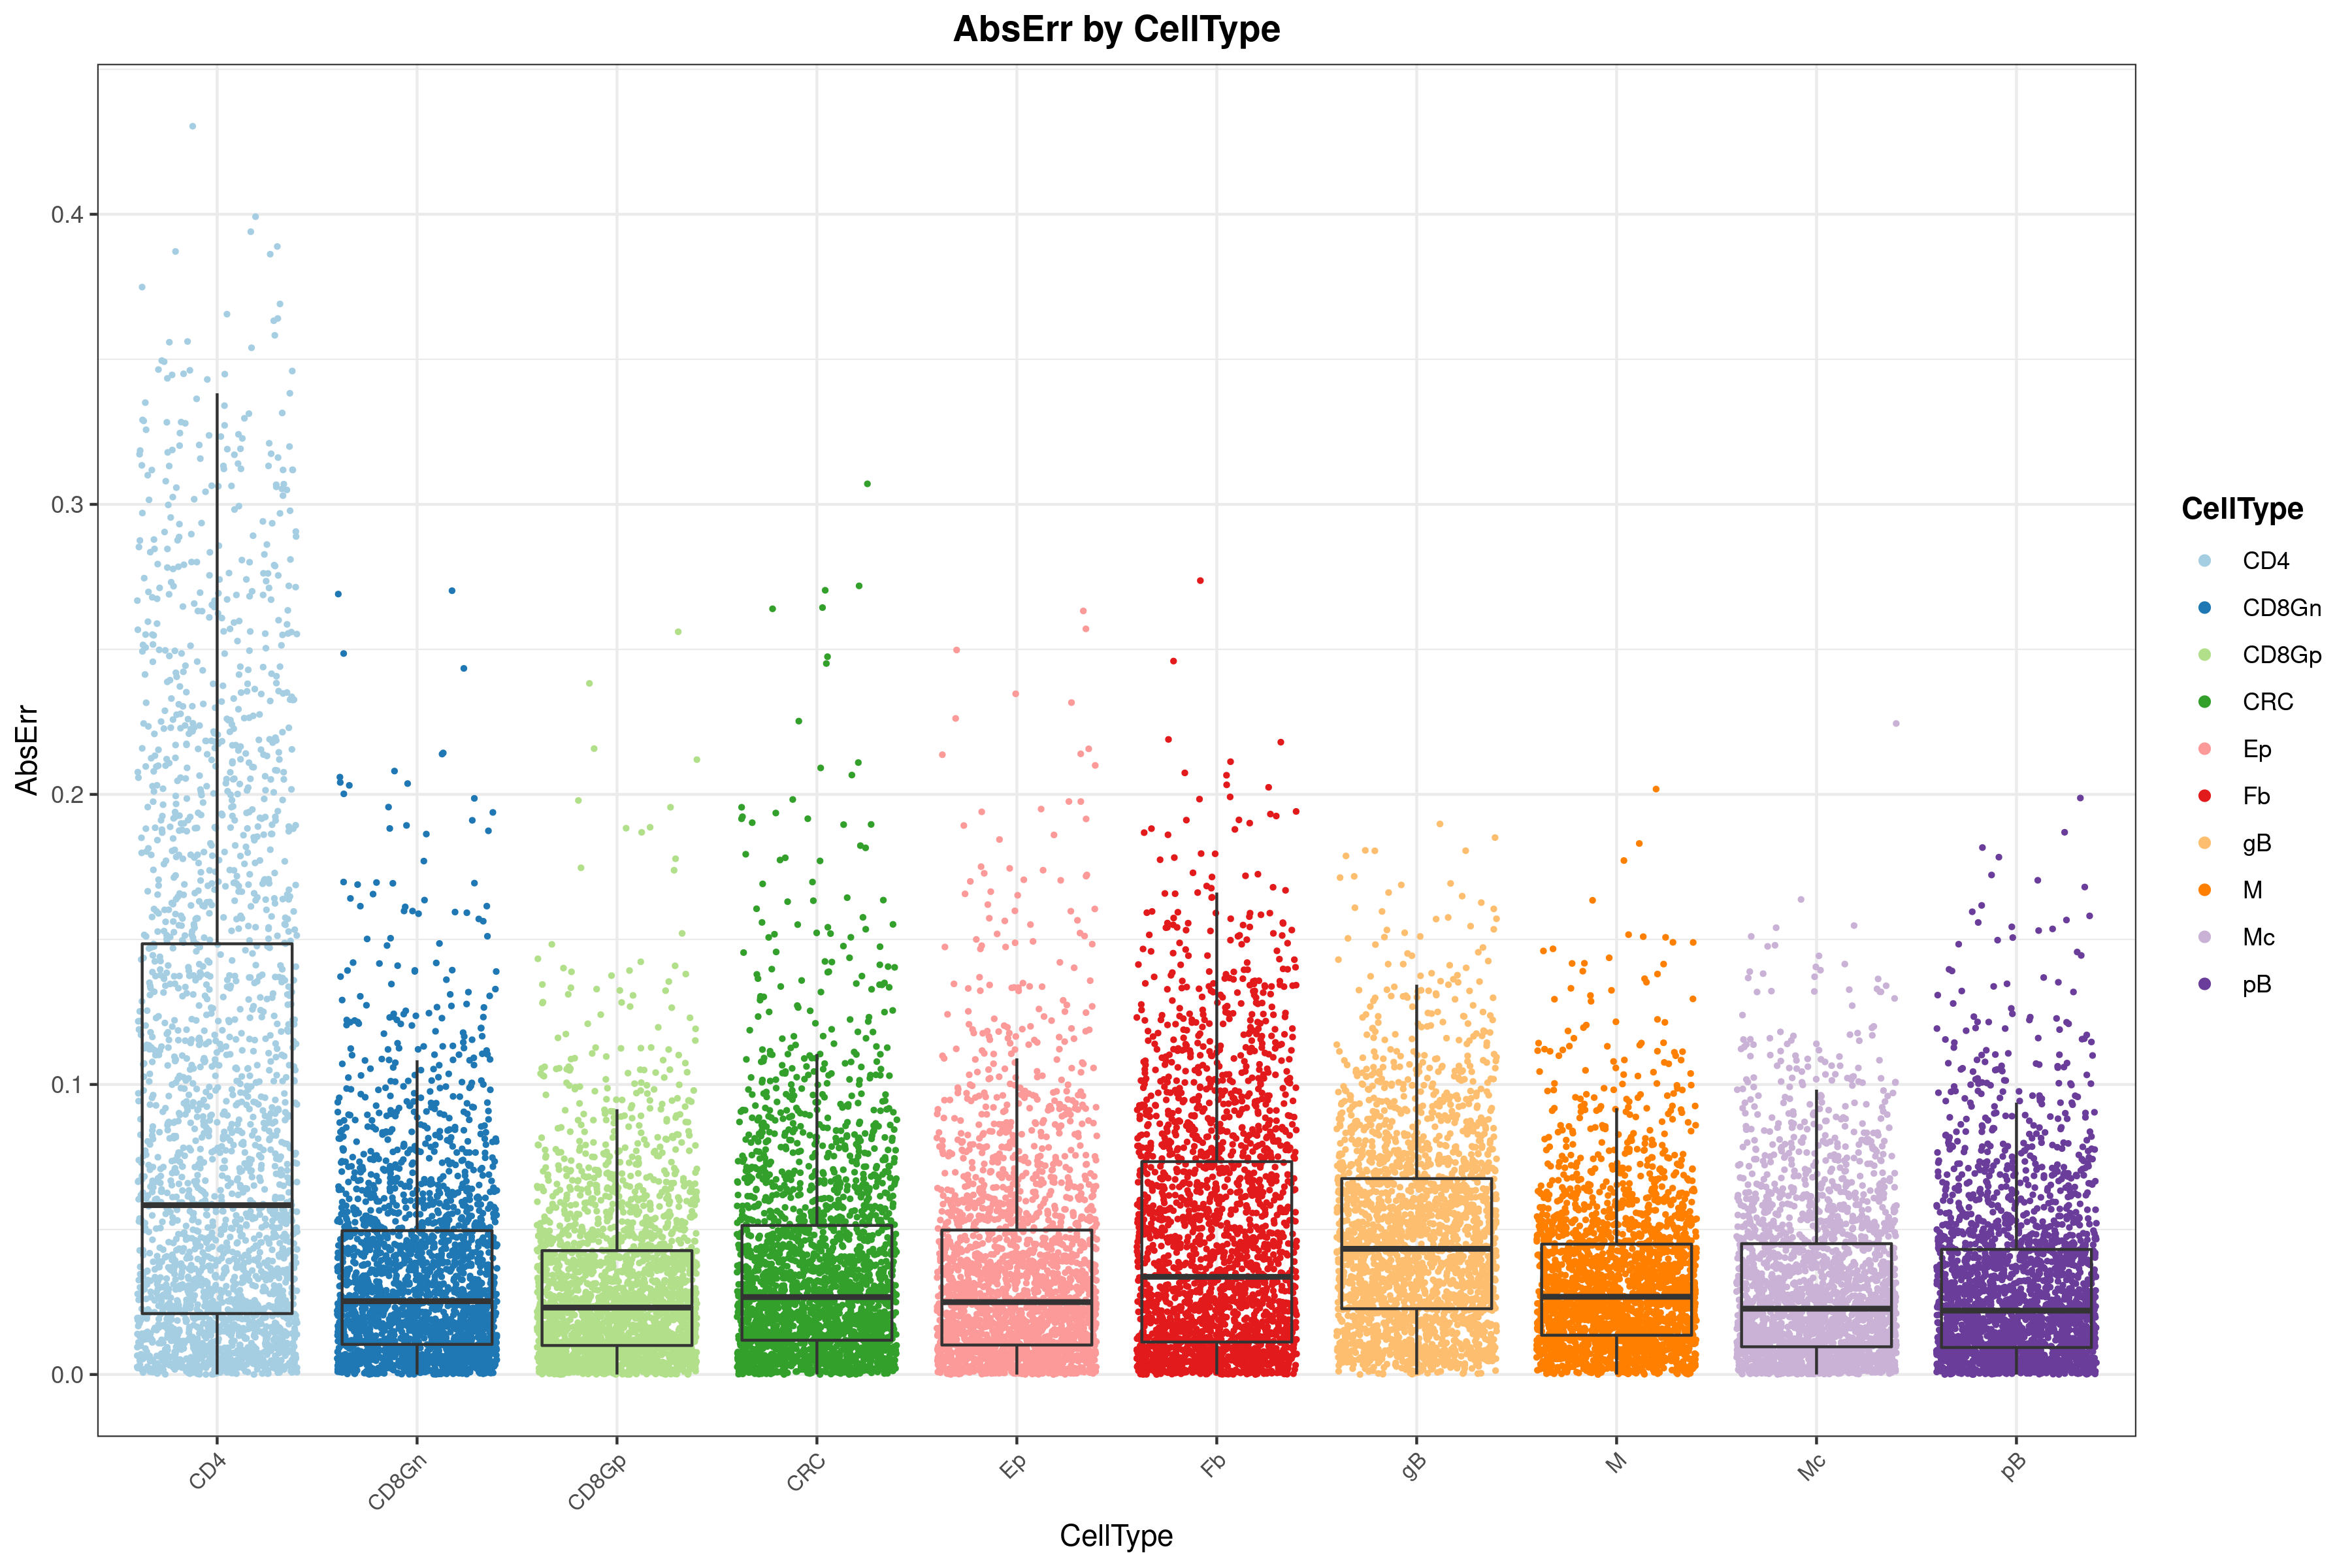 AbsErr by CellType
AbsErr
0.4
0.3
0.2
0.1
0.0
CD4
CD8Gn
CD8Gp
CRC
Ep
Fb
gB
M
Mc
pB
CellType
CellType
CD4
CD8Gn
CD8Gp
CRC
Ep
Fb
gB
M
Mc
pB